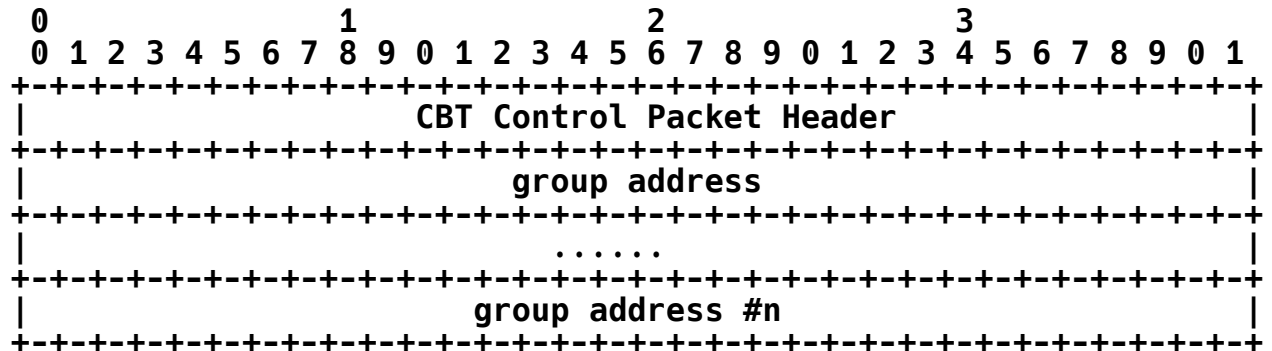 0               1               2               3
 0 1 2 3 4 5 6 7 8 9 0 1 2 3 4 5 6 7 8 9 0 1 2 3 4 5 6 7 8 9 0 1
+-+-+-+-+-+-+-+-+-+-+-+-+-+-+-+-+-+-+-+-+-+-+-+-+-+-+-+-+-+-+-+-+
|                    CBT Control Packet Header                  |
+-+-+-+-+-+-+-+-+-+-+-+-+-+-+-+-+-+-+-+-+-+-+-+-+-+-+-+-+-+-+-+-+
|                         group address                         |
+-+-+-+-+-+-+-+-+-+-+-+-+-+-+-+-+-+-+-+-+-+-+-+-+-+-+-+-+-+-+-+-+
|                           ......                              |
+-+-+-+-+-+-+-+-+-+-+-+-+-+-+-+-+-+-+-+-+-+-+-+-+-+-+-+-+-+-+-+-+
|                       group address #n                        |
+-+-+-+-+-+-+-+-+-+-+-+-+-+-+-+-+-+-+-+-+-+-+-+-+-+-+-+-+-+-+-+-+